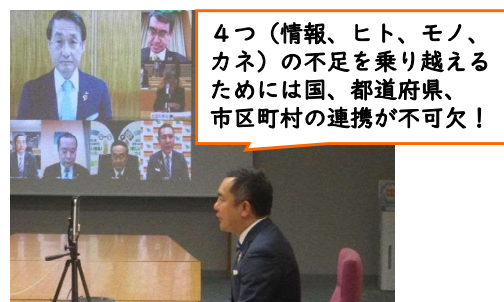 ４つ（情報、ヒト、モノ、
カネ）の不足を乗り越える
ためには国、都道府県、
市区町村の連携が不可欠！